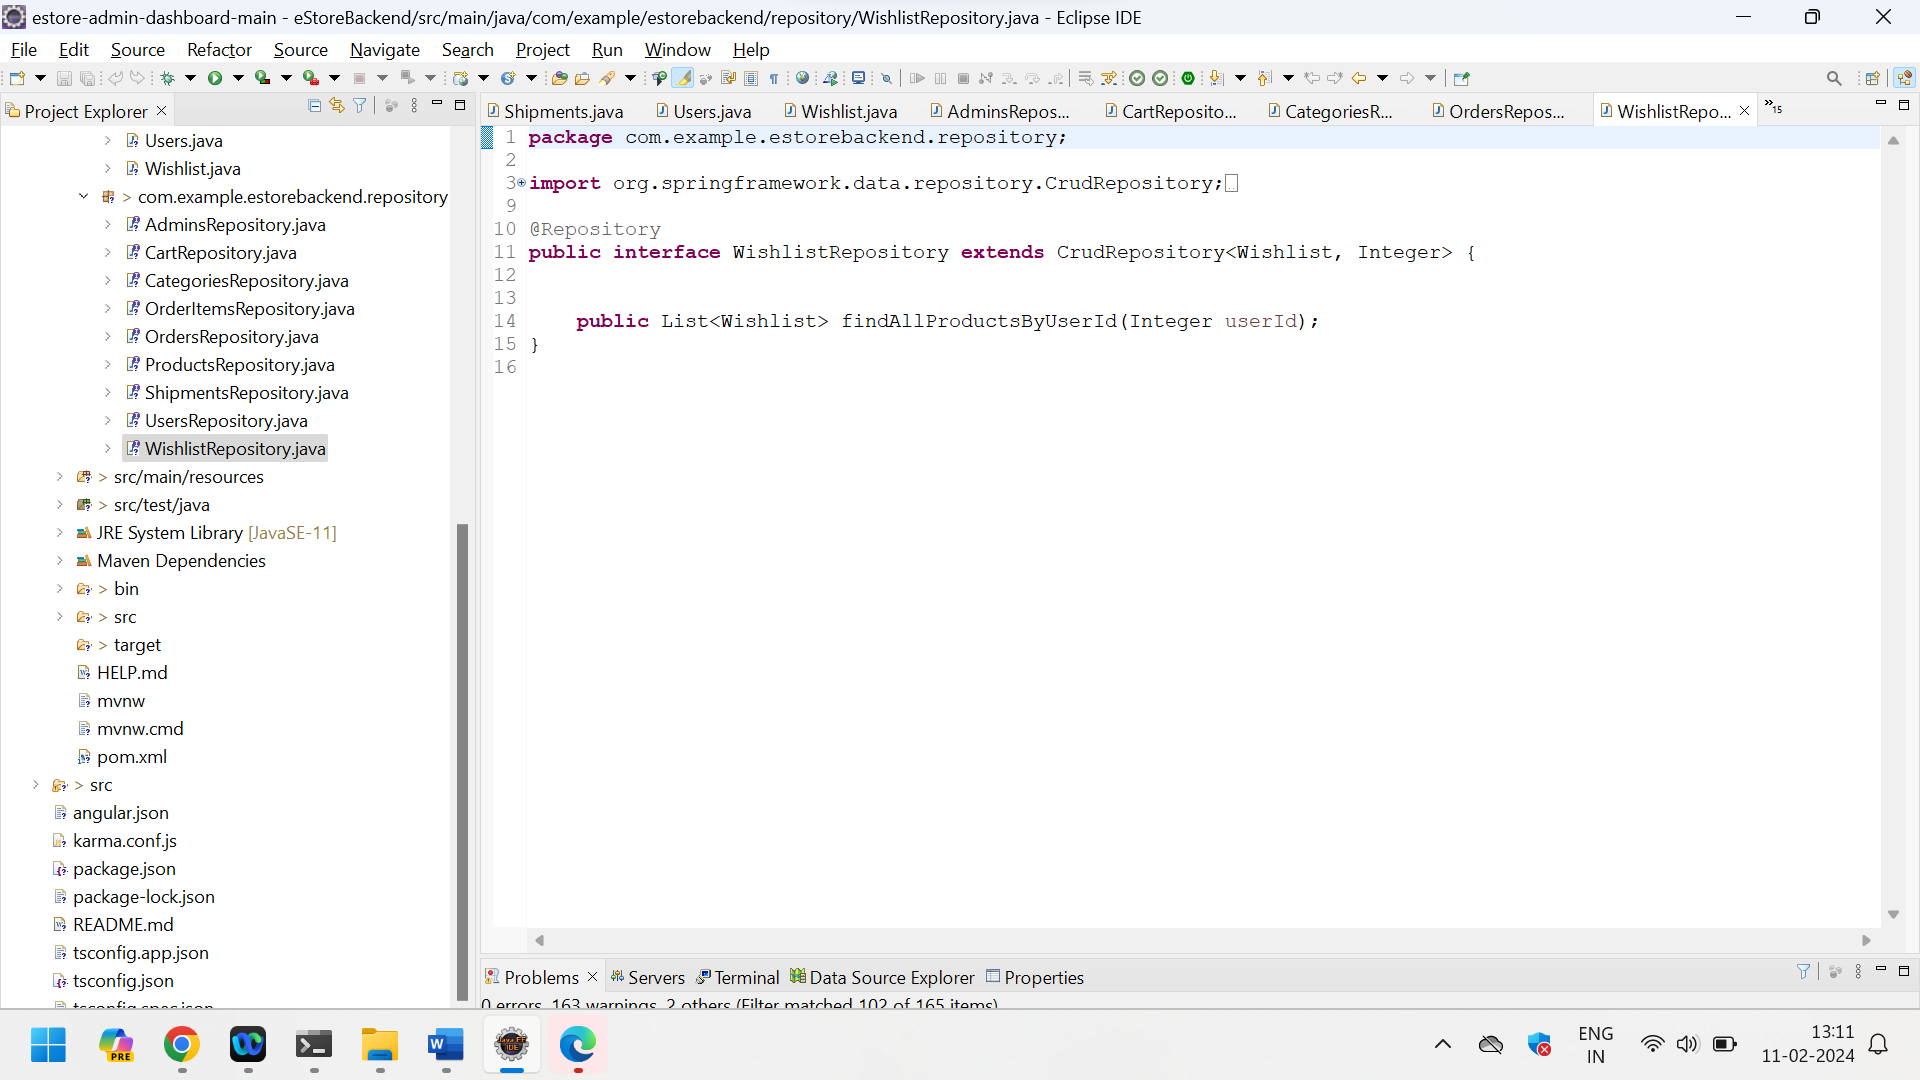 estore-admin-dashboard-main - eStoreBackend/src/main/java/com/example/estorebackend/repository/WishlistRepository.java - Eclipse IDE
File Edit Source Refactor Source Navigate Search Project Run Window Help
Project Explorer
Users.java
Wishlist.java
> com.example.estorebackend.repository
AdminsRepository.java
CartRepository.java
CategoriesRepository.java
OrderItemsRepository.java
OrdersRepository.java
ProductsRepository.java
ShipmentsRepository.java
UsersRepository.java
WishlistRepository.java
> src/main/resources
> src/test/java
JRE System Library [JavaSE-11]
Maven Dependencies
> bin
> src
> target
HELP.md
mvnw
mvnw.cmd
pom.xml
> src
angular.json
karma.conf.js
package.json
package-lock.json
README.md
tsconfig.app.json
tsconfig.json
tsconfig.spec.json
Shipments.java Users.java Wishlist.java AdminsRepos... CartReposito... CategoriesR... OrdersRepos... WishlistRepo... »15
1 package com.example.estorebackend.repository;
2
3 import org.springframework.data.repository.CrudRepository;
9
10 @Repository
11 public interface WishlistRepository extends CrudRepository<Wishlist, Integer> {
12
13
14 public List<Wishlist> findAllProductsByUserId(Integer userId);
15 }
16
Problems Servers Terminal Data Source Explorer Properties
0 errors, 163 warnings, 2 others (Filter matched 102 of 165 items)
PRE
W
Java EE IDE
ENG
IN
13:11
11-02-2024